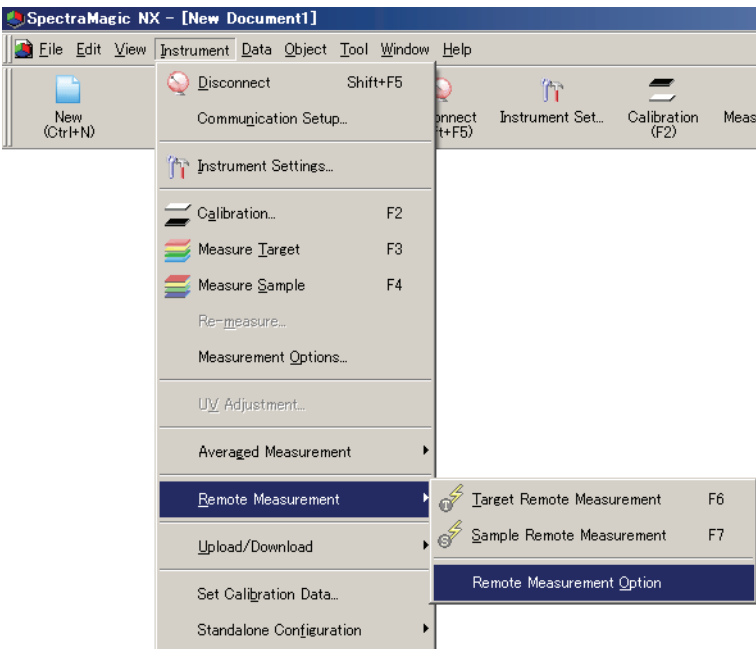 SpectraMagic NX - [New Document1]
File Edit View Instrument Data Object Tool Window Help
New
(Ctrl+N)
Disconnect Shift+F5
Communication Setup...
Instrument Settings...
Calibration... F2
Measure Target F3
Measure Sample F4
Re-measure...
Measurement Options...
UV Adjustment...
Averaged Measurement
Remote Measurement
Upload/Download
Set Calibration Data...
Standalone Configuration
onnect
t+F5)
Instrument Set...
Calibration
(F2)
Meas
Target Remote Measurement F6
Sample Remote Measurement F7
Remote Measurement Option